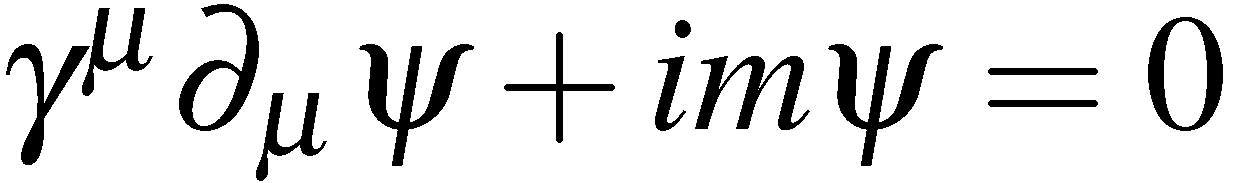 γ^μ ∂_μ ψ + imψ = 0